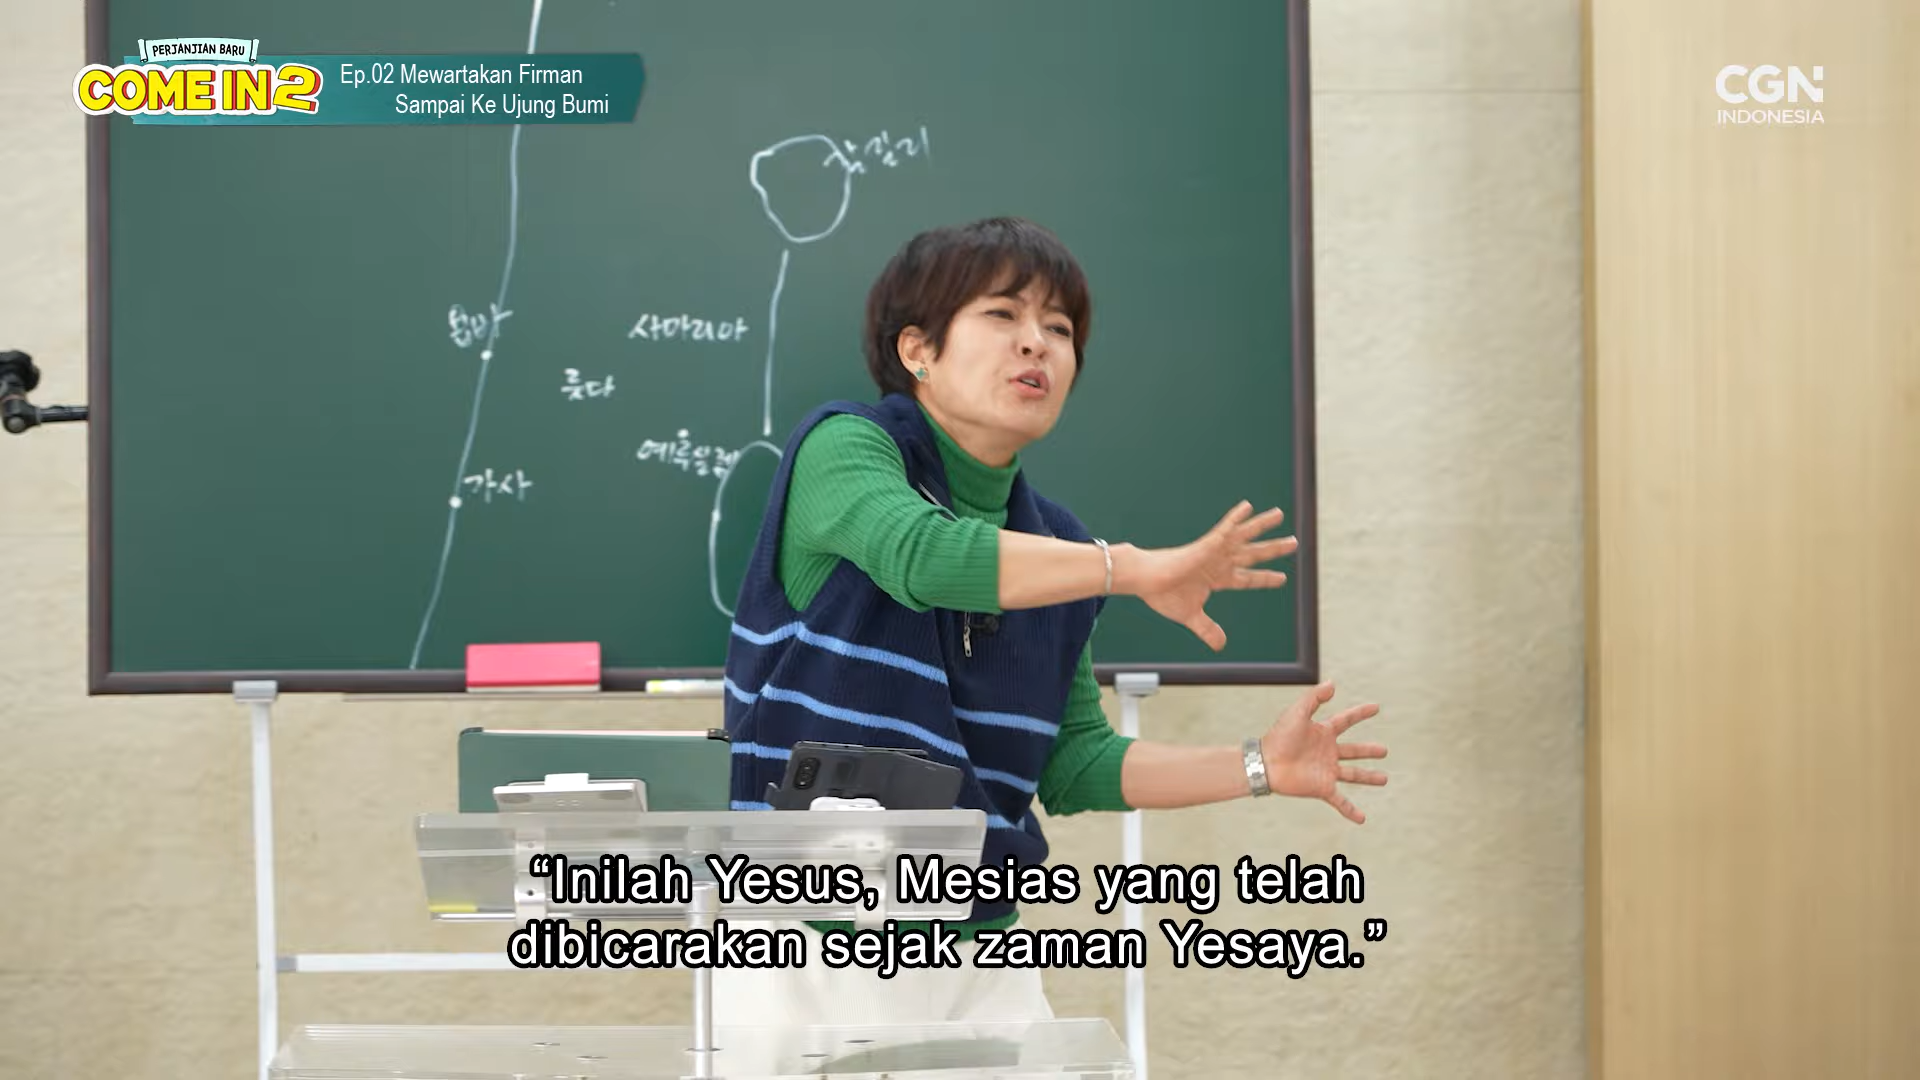 PERJANJIAN BARU
COME IN 2
Ep.02 Mewartakan Firman
Sampai Ke Ujung Bumi
CGN
INDONESIA
갈릴리
욥바
사마리아
룻다
예루살렘
가사
“Inilah Yesus, Mesias yang telah
dibicarakan sejak zaman Yesaya.”